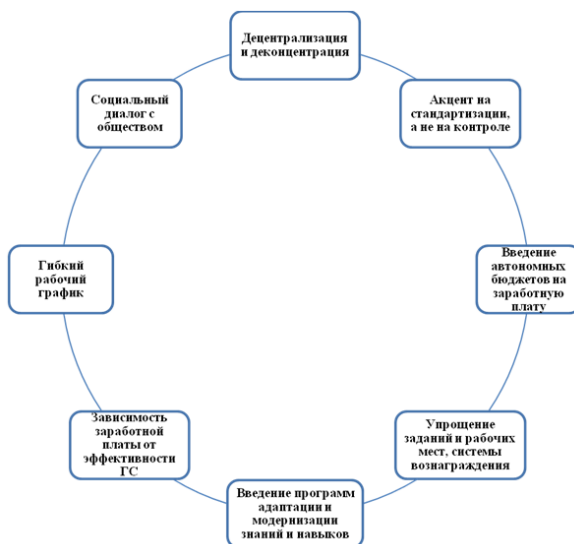 Децентрализация
и деконцентрация
Акцент на
стандартизации,
а не на контроле
Введение
автономных
бюджетов на
заработную
плату
Упрощение
заданий и рабочих
мест, системы
вознаграждения
Введение программ
адаптации и
модернизации
знаний и навыков
Зависимость
заработной
платы от
эффективности
ГС
Гибкий
рабочий
график
Социальный
диалог с
обществом